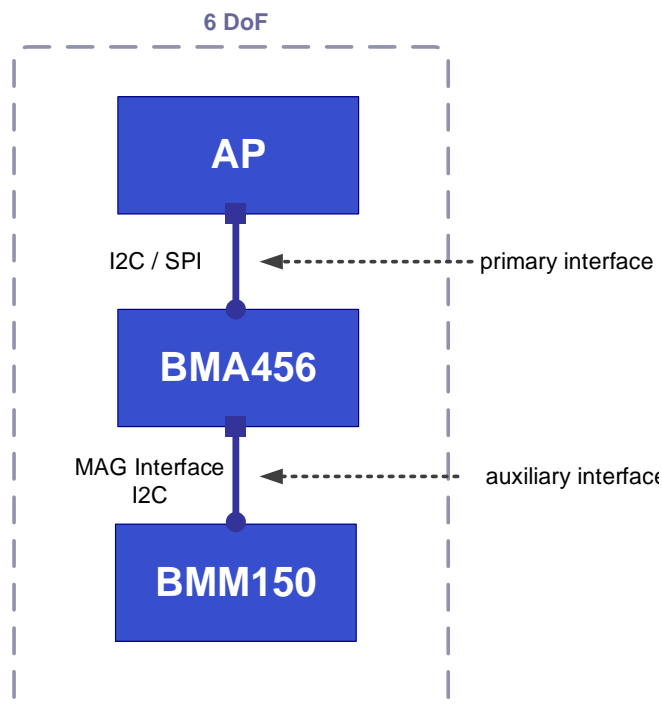 6 DoF
AP
I2C / SPI
primary interface
BMA456
MAG Interface
I2C
auxiliary interface
BMM150